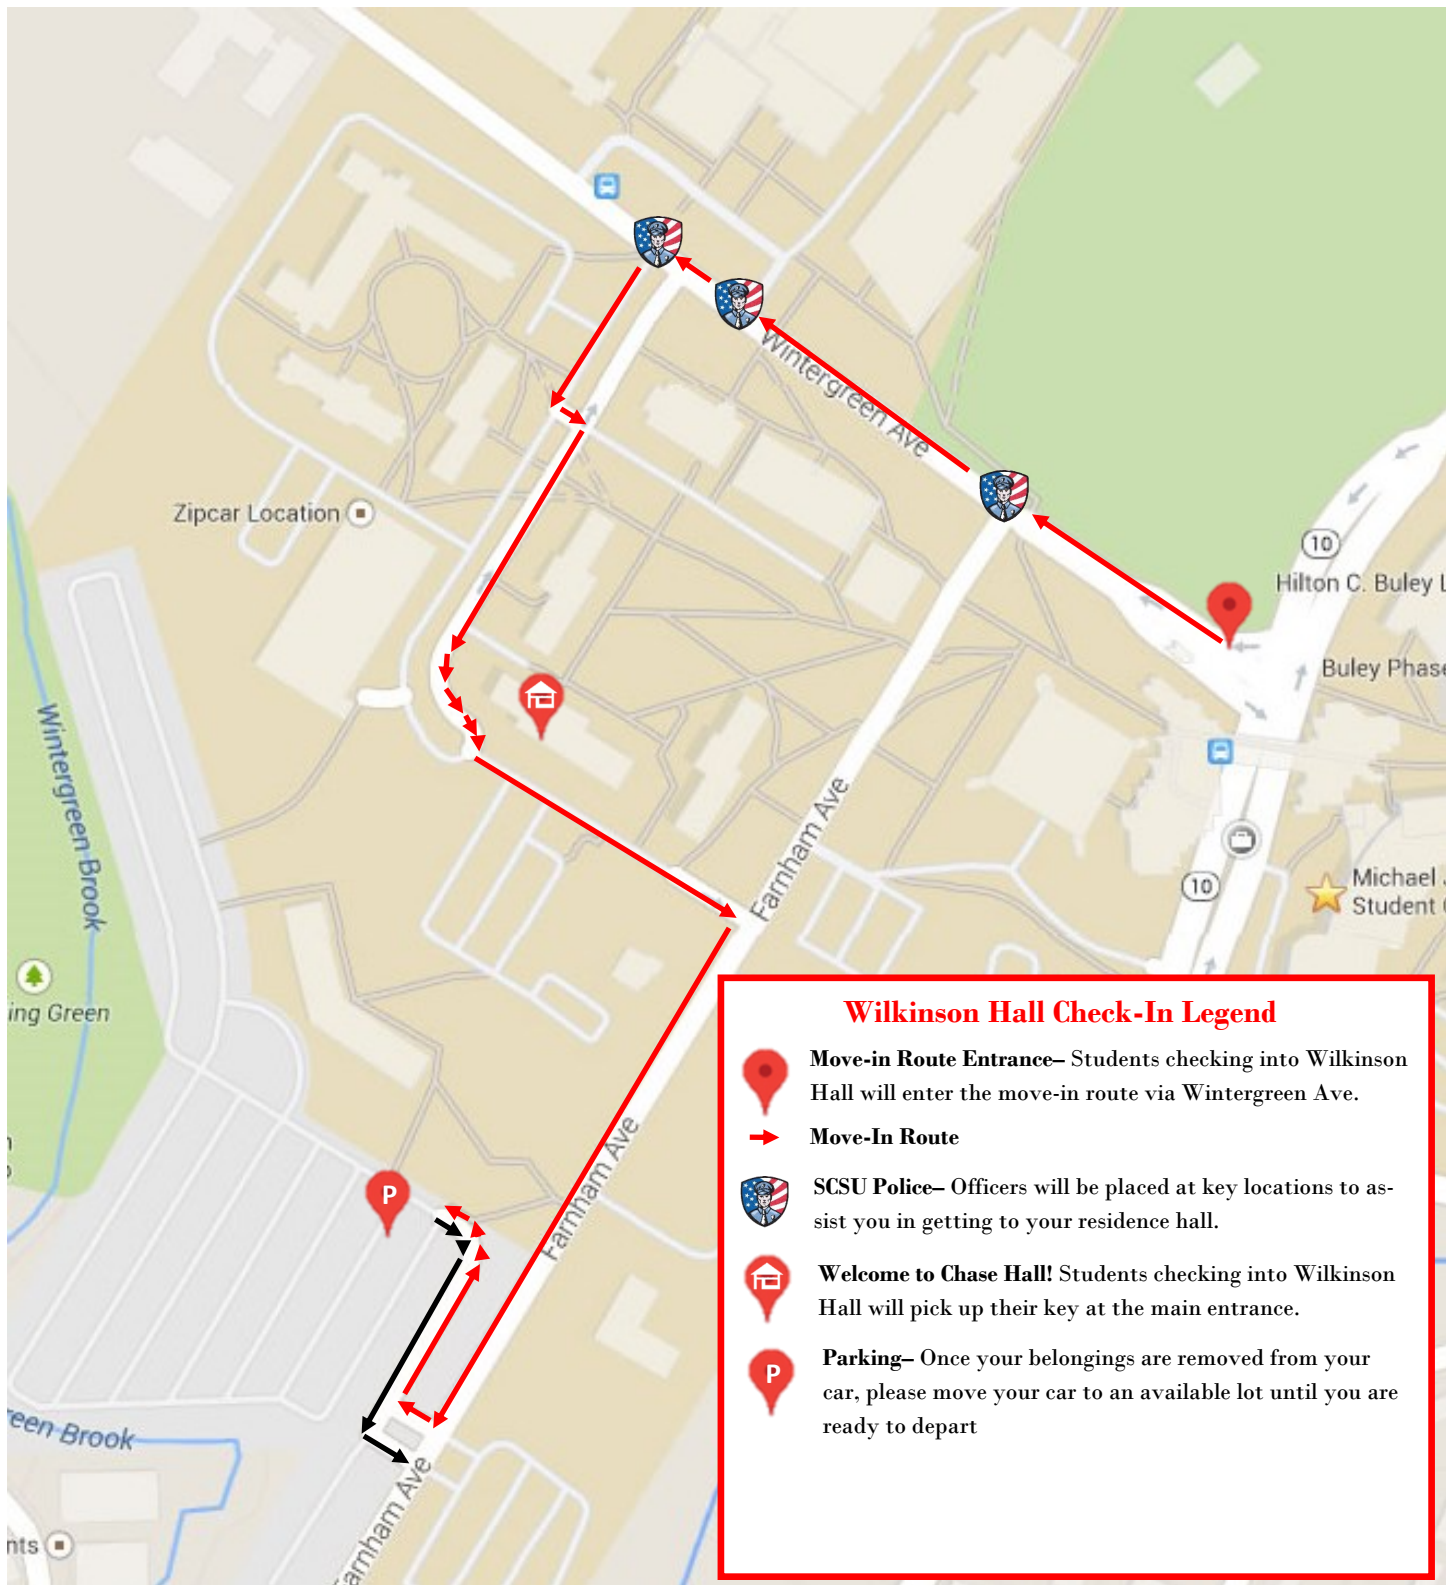 Wintergreen Ave
Zipcar Location
10
Hilton C. Buley L
Buley Phase
Wintergreen Brook
Farnham Ave
10
Michael J
Student
ing Green
Farnham Ave
P
een Brook
Farnham Ave
nts
Wilkinson Hall Check-In Legend
Move-in Route Entrance– Students checking into Wilkinson
Hall will enter the move-in route via Wintergreen Ave.
Move-In Route
SCSU Police– Officers will be placed at key locations to as-
sist you in getting to your residence hall.
Welcome to Chase Hall! Students checking into Wilkinson
Hall will pick up their key at the main entrance.
P
Parking– Once your belongings are removed from your
car, please move your car to an available lot until you are
ready to depart